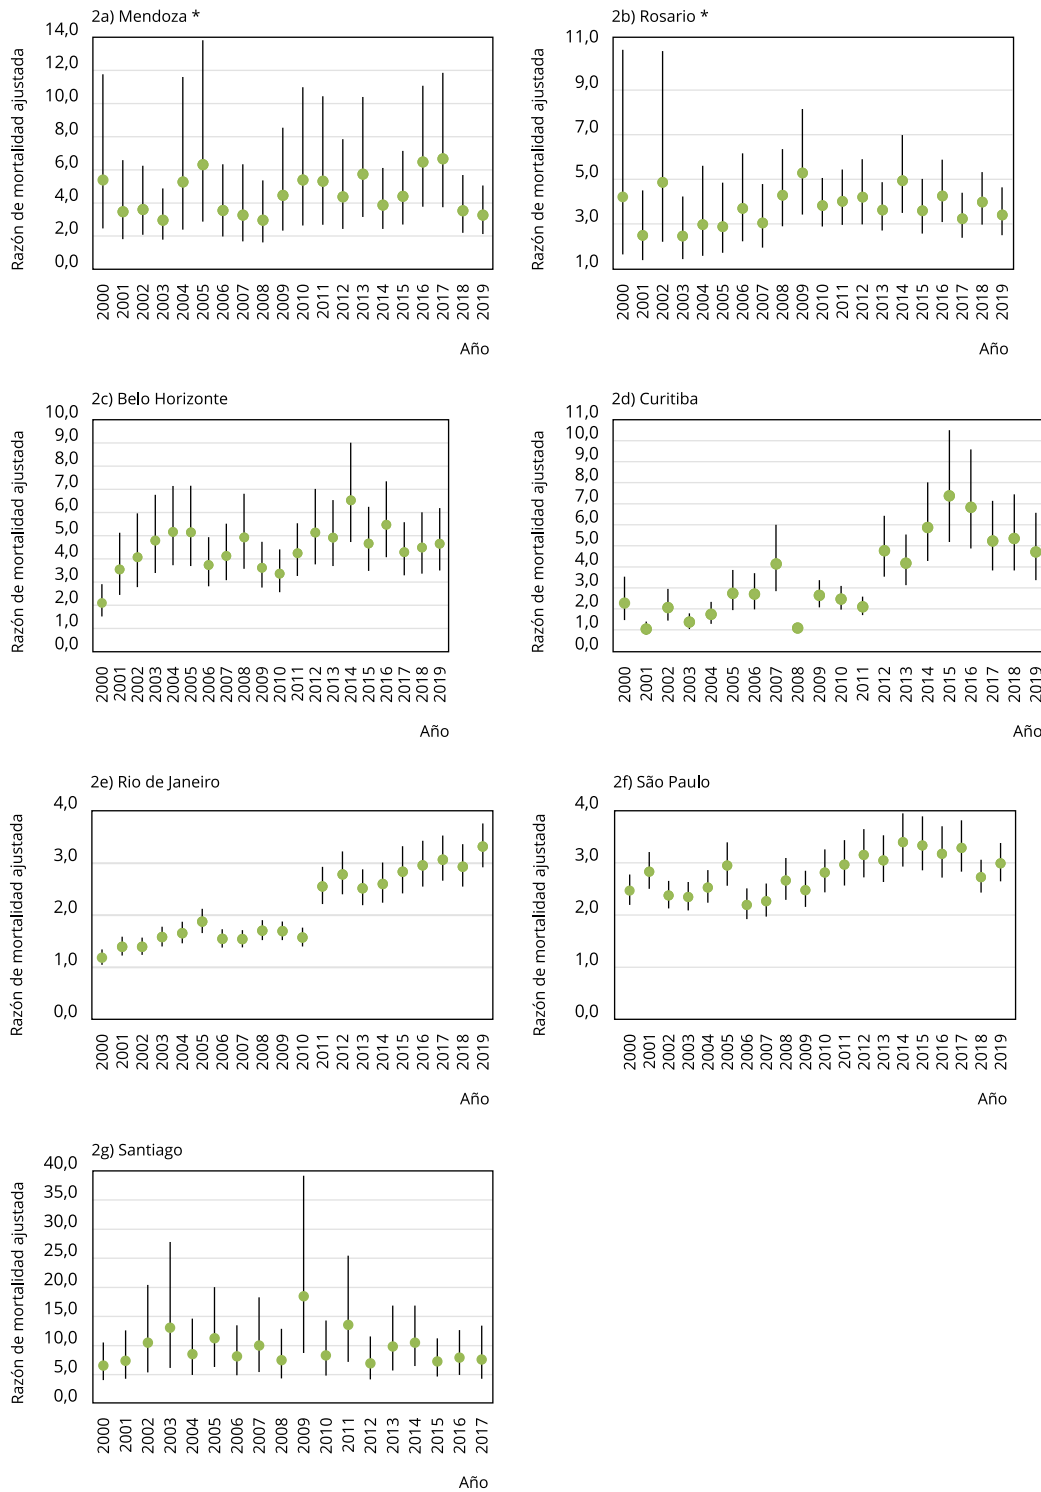 2a) Mendoza *
Razón de mortalidad ajustada
14,0
12,0
10,0
8,0
6,0
4,0
2,0
0,0
2000 2001 2002 2003 2004 2005 2006 2007 2008 2009 2010 2011 2012 2013 2014 2015 2016 2017 2018 2019
Año
2b) Rosario *
Razón de mortalidad ajustada
11,0
9,0
7,0
5,0
3,0
1,0
2000 2001 2002 2003 2004 2005 2006 2007 2008 2009 2010 2011 2012 2013 2014 2015 2016 2017 2018 2019
Año
2c) Belo Horizonte
Razón de mortalidad ajustada
10,0
9,0
8,0
7,0
6,0
5,0
4,0
3,0
2,0
1,0
0,0
2000 2001 2002 2003 2004 2005 2006 2007 2008 2009 2010 2011 2012 2013 2014 2015 2016 2017 2018 2019
Año
2d) Curitiba
Razón de mortalidad ajustada
11,0
10,0
9,0
8,0
7,0
6,0
5,0
4,0
3,0
2,0
1,0
0,0
2000 2001 2002 2003 2004 2005 2006 2007 2008 2009 2010 2011 2012 2013 2014 2015 2016 2017 2018 2019
Año
2e) Rio de Janeiro
Razón de mortalidad ajustada
4,0
3,0
2,0
1,0
0,0
2000 2001 2002 2003 2004 2005 2006 2007 2008 2009 2010 2011 2012 2013 2014 2015 2016 2017 2018 2019
Año
2f) São Paulo
Razón de mortalidad ajustada
4,0
3,0
2,0
1,0
0,0
2000 2001 2002 2003 2004 2005 2006 2007 2008 2009 2010 2011 2012 2013 2014 2015 2016 2017 2018 2019
Año
2g) Santiago
Razón de mortalidad ajustada
40,0
35,0
30,0
25,0
20,0
15,0
10,0
5,0
0,0
2000 2001 2002 2003 2004 2005 2006 2007 2008 2009 2010 2011 2012 2013 2014 2015 2016 2017
Año